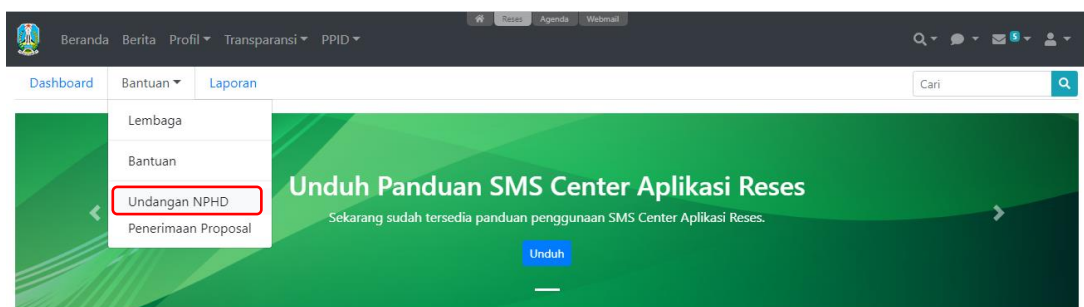 Reses Agenda Webmail
Beranda Berita Profil Transparansi PPID 5
Dashboard Bantuan Laporan Cari
Lembaga
Bantuan
Undangan NPHD
Penerimaan Proposal
Unduh Panduan SMS Center Aplikasi Reses
Sekarang sudah tersedia panduan penggunaan SMS Center Aplikasi Reses.
Unduh